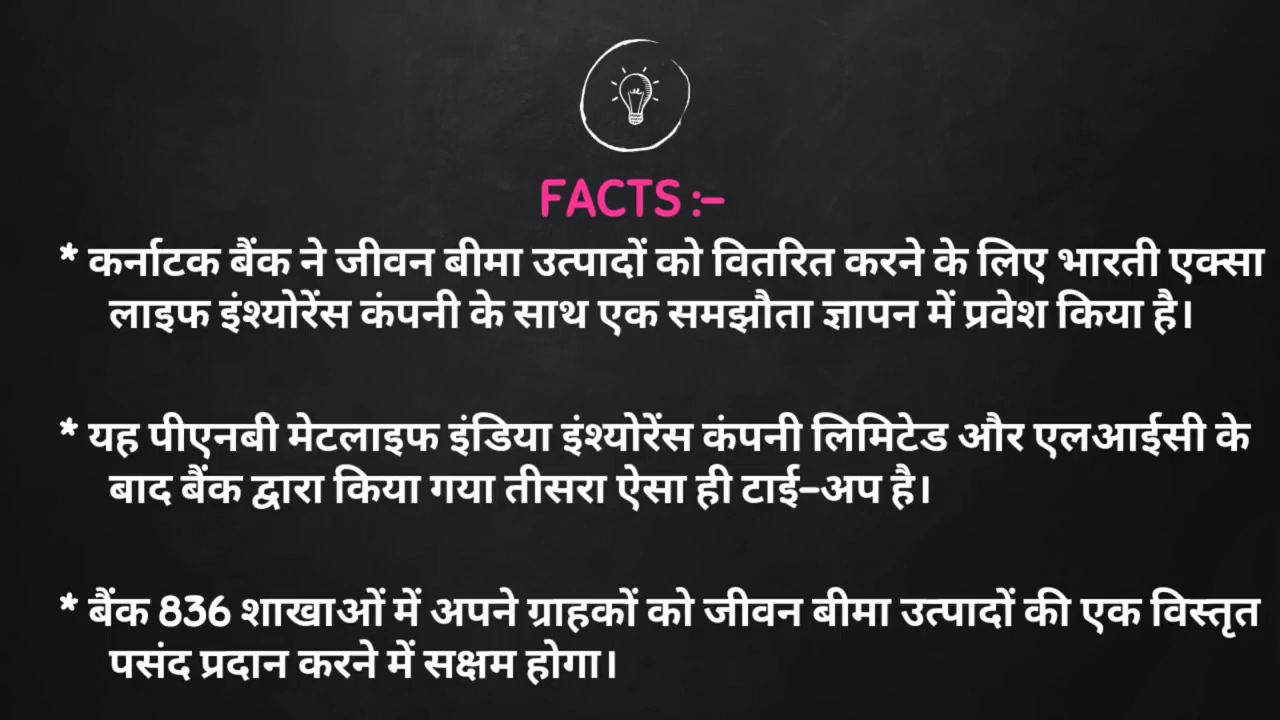 FACTS :-
* कर्नाटक बैंक ने जीवन बीमा उत्पादों को वितरित करने के लिए भारती एक्सा
लाइफ इंश्योरेंस कंपनी के साथ एक समझौता ज्ञापन में प्रवेश किया है।
* यह पीएनबी मेटलाइफ इंडिया इंश्योरेंस कंपनी लिमिटेड और एलआईसी के
बाद बैंक द्वारा किया गया तीसरा ऐसा ही टाई-अप है।
* बैंक 836 शाखाओं में अपने ग्राहकों को जीवन बीमा उत्पादों की एक विस्तृत
पसंद प्रदान करने में सक्षम होगा।